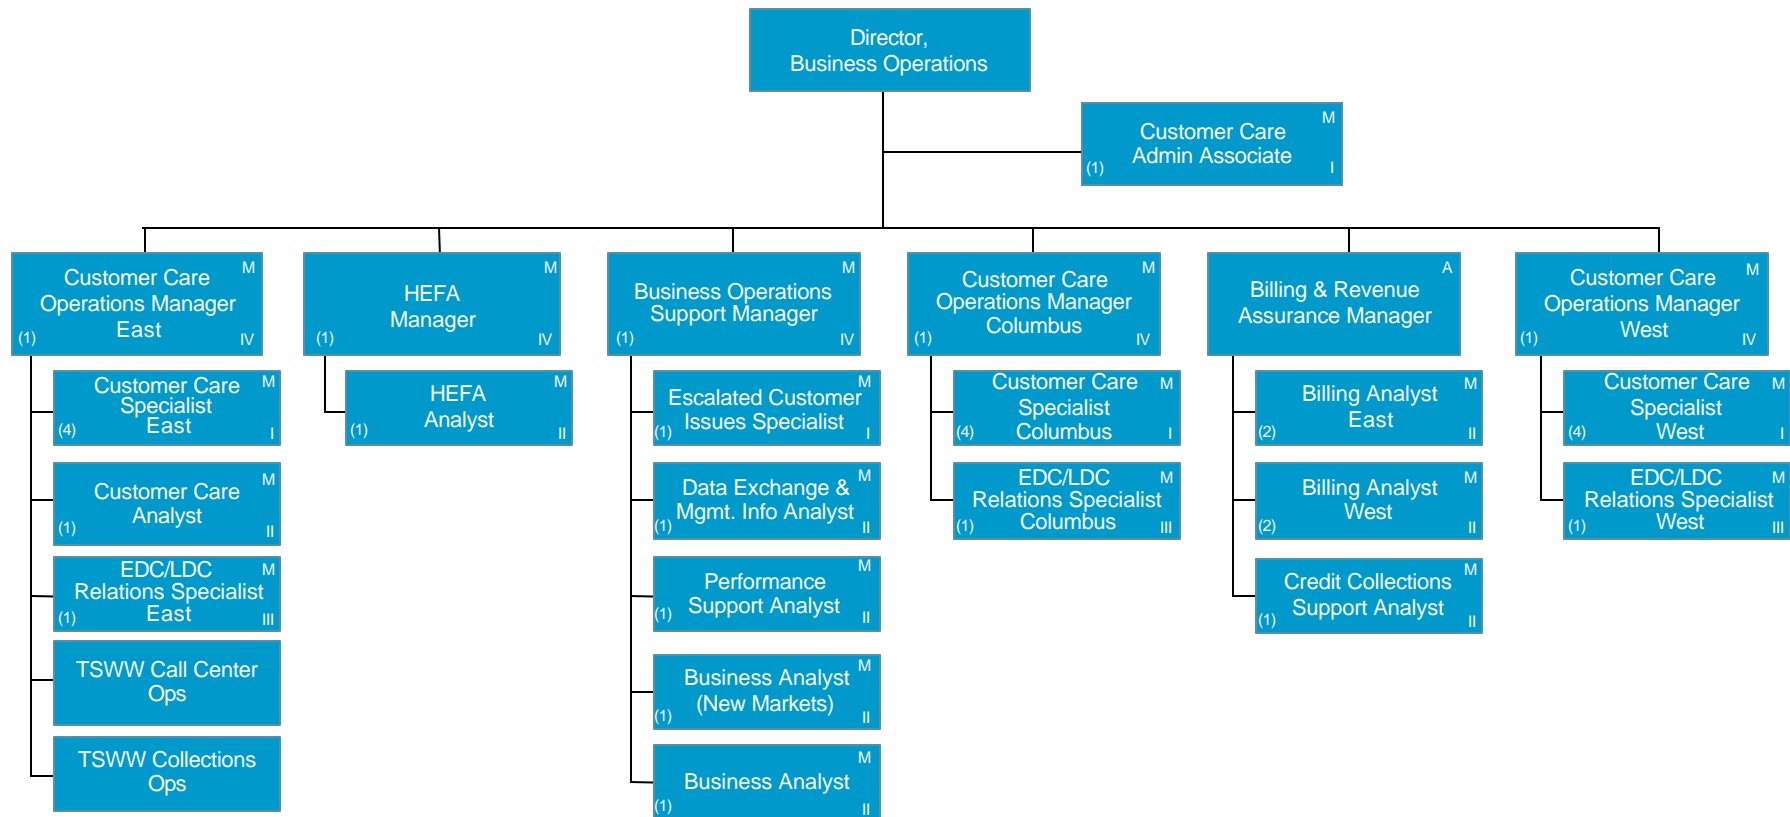 Director,
Business Operations
M
Customer Care
Admin Associate
(1)
I
M
Customer Care
Operations Manager
East
(1)
IV
M
HEFA
Manager
(1)
IV
M
Business Operations
Support Manager
(1)
IV
M
Customer Care
Operations Manager
Columbus
(1)
IV
A
Billing & Revenue
Assurance Manager
M
Customer Care
Operations Manager
West
(1)
IV
M
Customer Care
Specialist
East
(4)
I
M
Customer Care
Analyst
(1)
II
M
EDC/LDC
Relations Specialist
East
(1)
III
TSWW Call Center
Ops
TSWW Collections
Ops
M
HEFA
Analyst
(1)
II
M
Escalated Customer
Issues Specialist
(1)
I
M
Data Exchange &
Mgmt. Info Analyst
(1)
II
M
Performance
Support Analyst
(1)
II
M
Business Analyst
(New Markets)
(1)
II
M
Business Analyst
(1)
II
M
Customer Care
Specialist
Columbus
(4)
I
M
EDC/LDC
Relations Specialist
Columbus
(1)
III
M
Billing Analyst
East
(2)
II
M
Billing Analyst
West
(2)
II
M
Credit Collections
Support Analyst
(1)
II
M
Customer Care
Specialist
West
(4)
I
M
EDC/LDC
Relations Specialist
West
(1)
III